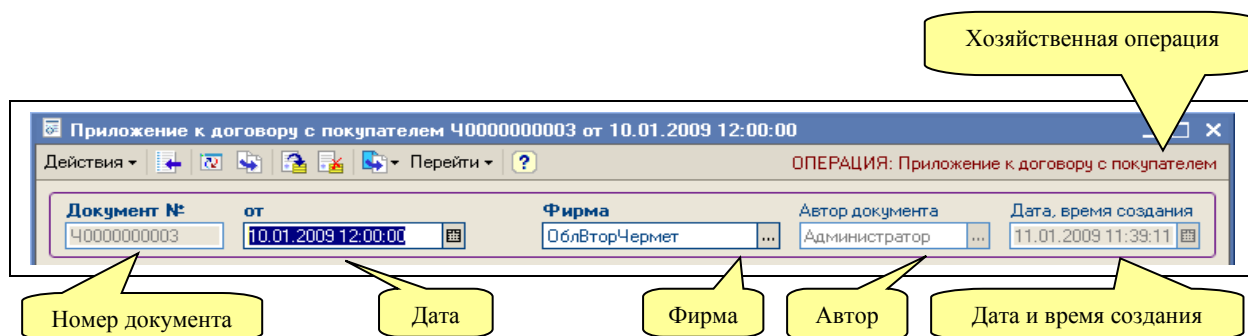 Хозяйственная операция
Приложение к договору с покупателем Ч0000000003 от 10.01.2009 12:00:00
Действия Перейти ? ОПЕРАЦИЯ: Приложение к договору с покупателем
Документ № от Фирма Автор документа Дата, время создания
Ч0000000003 10.01.2009 12:00:00 ОблВторЧермет ... Администратор ... 11.01.2009 11:39:11
Номер документа Дата Фирма Автор Дата и время создания